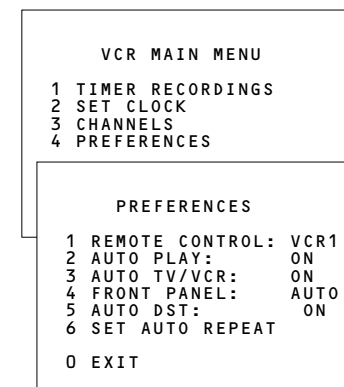 VCR MAIN MENU
1 TIMER RECORDINGS
2 SET CLOCK
3 CHANNELS
4 PREFERENCES
PREFERENCES
1 REMOTE CONTROL: VCR1
2 AUTO PLAY: ON
3 AUTO TV/VCR: ON
4 FRONT PANEL: AUTO
5 AUTO DST: ON
6 SET AUTO REPEAT
0 EXIT